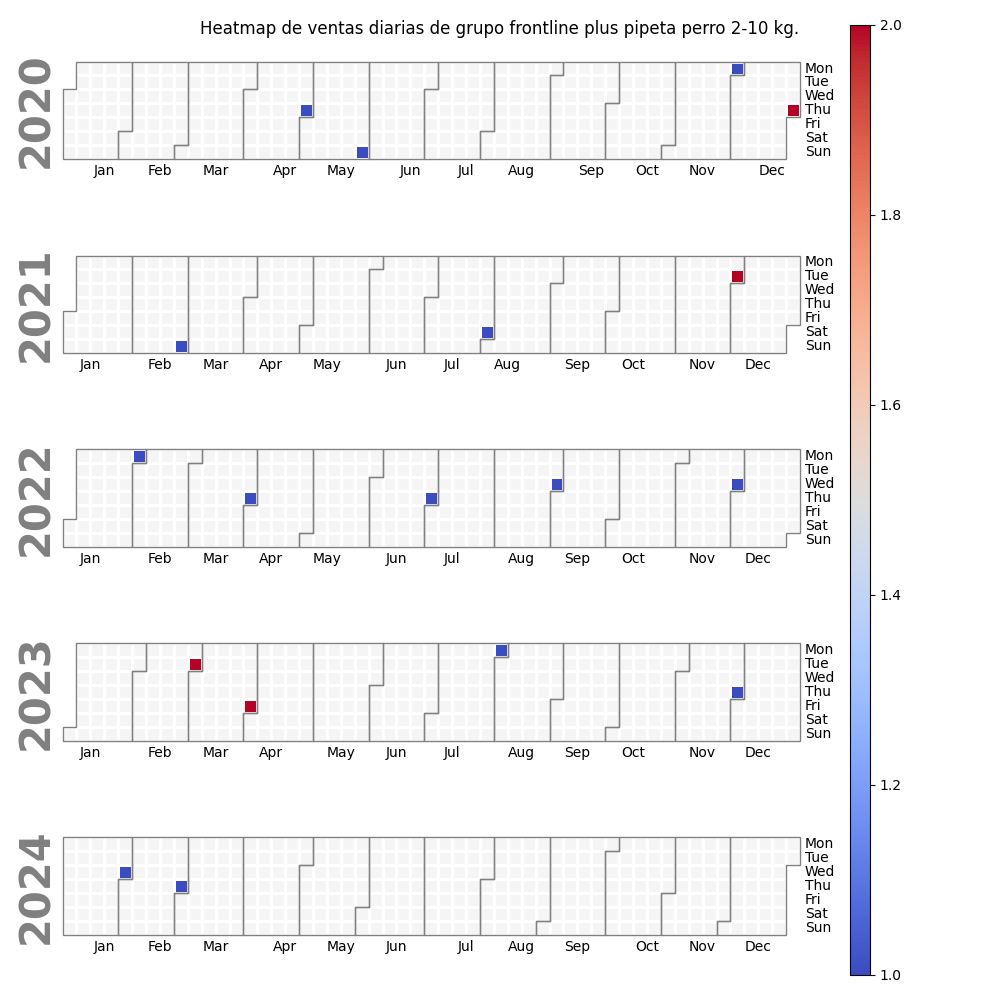 Heatmap de ventas diarias de grupo frontline plus pipeta perro 2-10 kg.
2020
Mon
Tue
Wed
Thu
Fri
Sat
Sun
Jan Feb Mar Apr May Jun Jul Aug Sep Oct Nov Dec
2021
Mon
Tue
Wed
Thu
Fri
Sat
Sun
Jan Feb Mar Apr May Jun Jul Aug Sep Oct Nov Dec
2022
Mon
Tue
Wed
Thu
Fri
Sat
Sun
Jan Feb Mar Apr May Jun Jul Aug Sep Oct Nov Dec
2023
Mon
Tue
Wed
Thu
Fri
Sat
Sun
Jan Feb Mar Apr May Jun Jul Aug Sep Oct Nov Dec
2024
Mon
Tue
Wed
Thu
Fri
Sat
Sun
Jan Feb Mar Apr May Jun Jul Aug Sep Oct Nov Dec
2.0
1.8
1.6
1.4
1.2
1.0